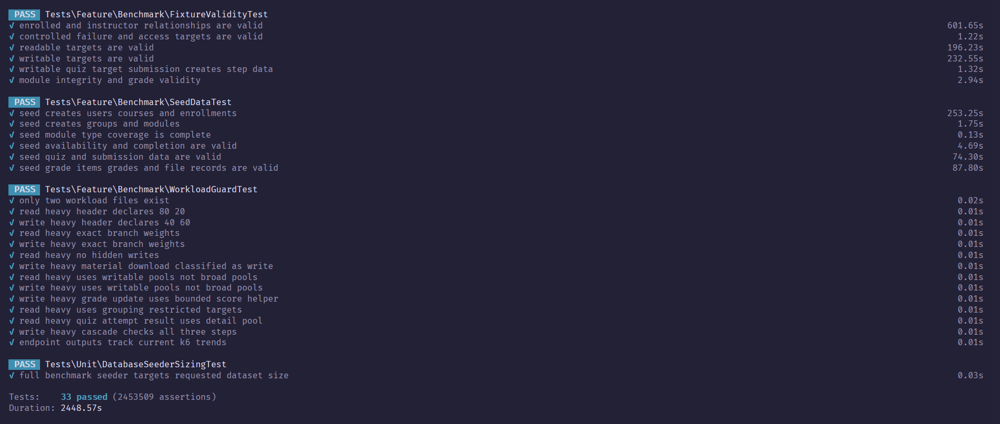 PASS Tests\Feature\Benchmark\FixtureValidityTest
✓ enrolled and instructor relationships are valid 601.65s
✓ controlled failure and access targets are valid 1.22s
✓ readable targets are valid 196.23s
✓ writable targets are valid 232.55s
✓ writable quiz target submission creates step data 1.32s
✓ module integrity and grade validity 2.94s
PASS Tests\Feature\Benchmark\SeedDataTest
✓ seed creates users courses and enrollments 253.25s
✓ seed creates groups and modules 1.75s
✓ seed module type coverage is complete 0.13s
✓ seed availability and completion are valid 4.69s
✓ seed quiz and submission data are valid 74.30s
✓ seed grade items grades and file records are valid 87.80s
PASS Tests\Feature\Benchmark\WorkloadGuardTest
✓ only two workload files exist 0.02s
✓ read heavy header declares 80 20 0.01s
✓ write heavy header declares 40 60 0.01s
✓ read heavy exact branch weights 0.01s
✓ write heavy exact branch weights 0.01s
✓ read heavy no hidden writes 0.01s
✓ write heavy material download classified as write 0.01s
✓ read heavy uses writable pools not broad pools 0.01s
✓ write heavy uses writable pools not broad pools 0.01s
✓ write heavy grade update uses bounded score helper 0.01s
✓ read heavy uses grouping restricted targets 0.01s
✓ read heavy quiz attempt result uses detail pool 0.01s
✓ write heavy cascade checks all three steps 0.01s
✓ endpoint outputs track current k6 trends 0.01s
PASS Tests\Unit\DatabaseSeederSizingTest
✓ full benchmark seeder targets requested dataset size 0.03s
Tests: 33 passed (2453509 assertions)
Duration: 2448.57s